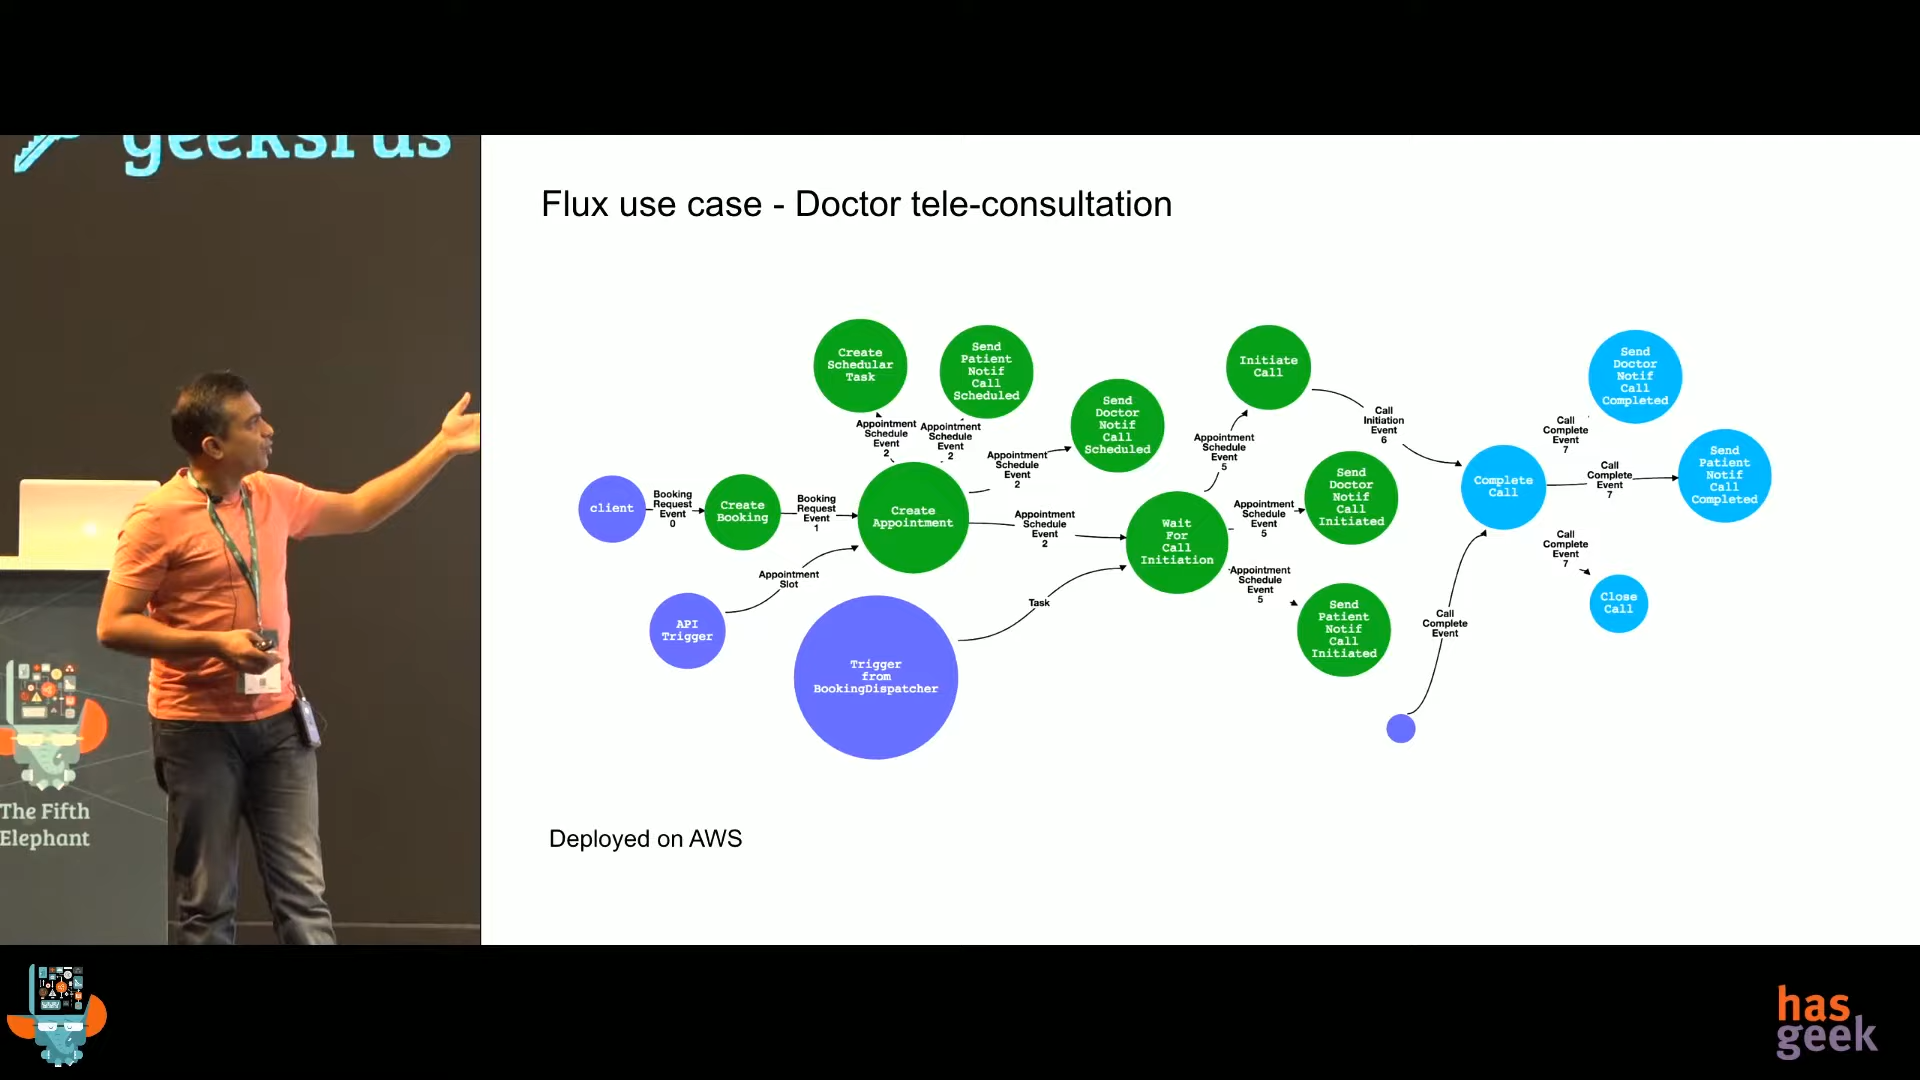 geeksrus
Flux use case - Doctor tele-consultation
Create
Schedular
Task
Send
Patient
Notif
Call
Scheduled
Send
Doctor
Notif
Call
Scheduled
Initiate
Call
Send
Doctor
Notif
Call
Completed
Appointment
Schedule
Event
2
Appointment
Schedule
Event
2
Appointment
Schedule
Event
2
Appointment
Schedule
Event
5
Call
Initiation
Event
6
Call
Complete
Event
7
client
Booking
Request
Event
0
Create
Booking
Booking
Request
Event
1
Create
Appointment
Appointment
Schedule
Event
2
Wait
For
Call
Initiation
Appointment
Schedule
Event
5
Send
Doctor
Notif
Call
Initiated
Complete
Call
Call
Complete
Event
7
Send
Patient
Notif
Call
Completed
API
Trigger
Appointment
Slot
Trigger
from
BookingDispatcher
Task
Appointment
Schedule
Event
5
Send
Patient
Notif
Call
Initiated
Call
Complete
Event
Call
Complete
Event
7
Close
Call
Deployed on AWS
The Fifth
Elephant
has
geek